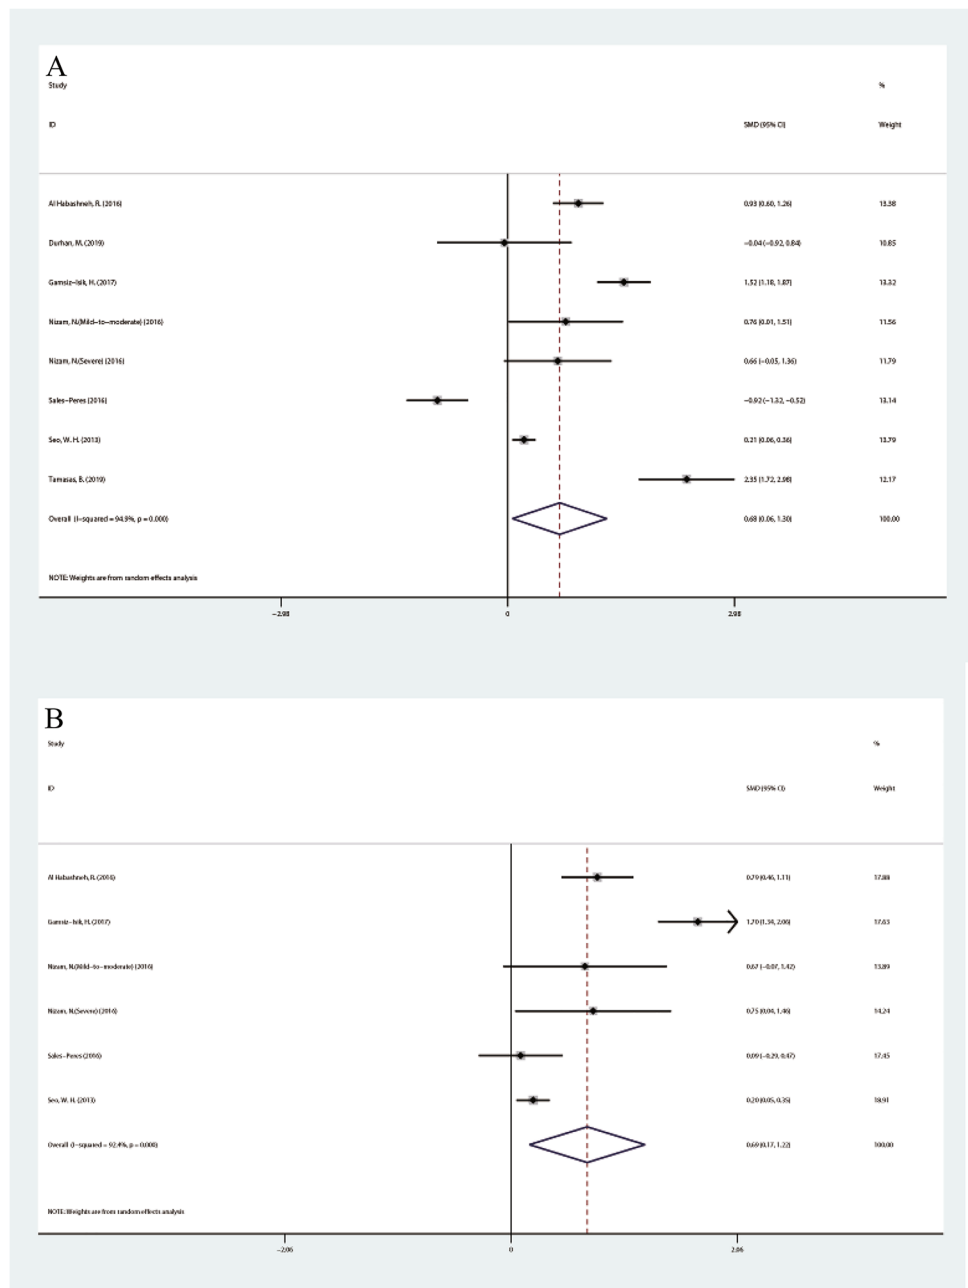 A
Study %
ID SMD (95% CI) Weight
Al Habashneh, R. (2016) 0.93 (0.60, 1.26) 13.38
Durhan, M. (2019) −0.04 (−0.92, 0.84) 10.85
Gamsiz−Isik, H. (2017) 1.52 (1.18, 1.87) 13.32
Nizam, N.(Mild−to−moderate) (2016) 0.76 (0.01, 1.51) 11.56
Nizam, N.(Severe) (2016) 0.66 (−0.05, 1.36) 11.79
Sales−Peres (2016) −0.92 (−1.32, −0.52) 13.14
Seo, W. H. (2013) 0.21 (0.06, 0.36) 13.79
Tamasas, B. (2019) 2.35 (1.72, 2.98) 12.17
Overall (I−squared = 94.9%, p = 0.000) 0.68 (0.06, 1.30) 100.00
NOTE: Weights are from random effects analysis
−2.98 0 2.98
B
Study %
ID SMD (95% CI) Weight
Al Habashneh, R. (2016) 0.79 (0.46, 1.11) 17.88
Gamsiz−Isik, H. (2017) 1.70 (1.34, 2.06) 17.63
Nizam, N.(Mild−to−moderate) (2016) 0.67 (−0.07, 1.42) 13.89
Nizam, N.(Severe) (2016) 0.75 (0.04, 1.46) 14.24
Sales−Peres (2016) 0.09 (−0.29, 0.47) 17.45
Seo, W. H. (2013) 0.20 (0.05, 0.35) 18.91
Overall (I−squared = 92.4%, p = 0.000) 0.69 (0.17, 1.22) 100.00
NOTE: Weights are from random effects analysis
−2.06 0 2.06